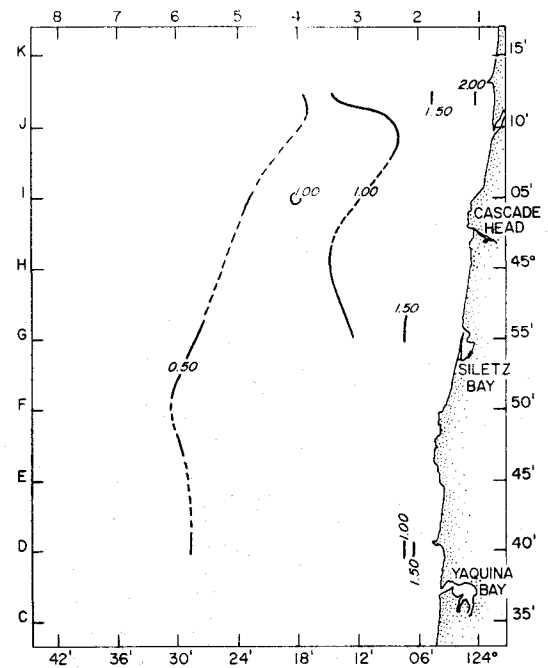 8 7 6 5 4 3 2 1
K 15'
2.00
1.50
J 10'
I 1.00 1.00 05'
CASCADE
HEAD
H 45°
1.50
G 55'
0.50 SILETZ
BAY
F 50'
E 45'
1.00
D 40'
1.50
YAQUINA
BAY
C 35'
42' 36' 30' 24' 18' 12' 06' 124°